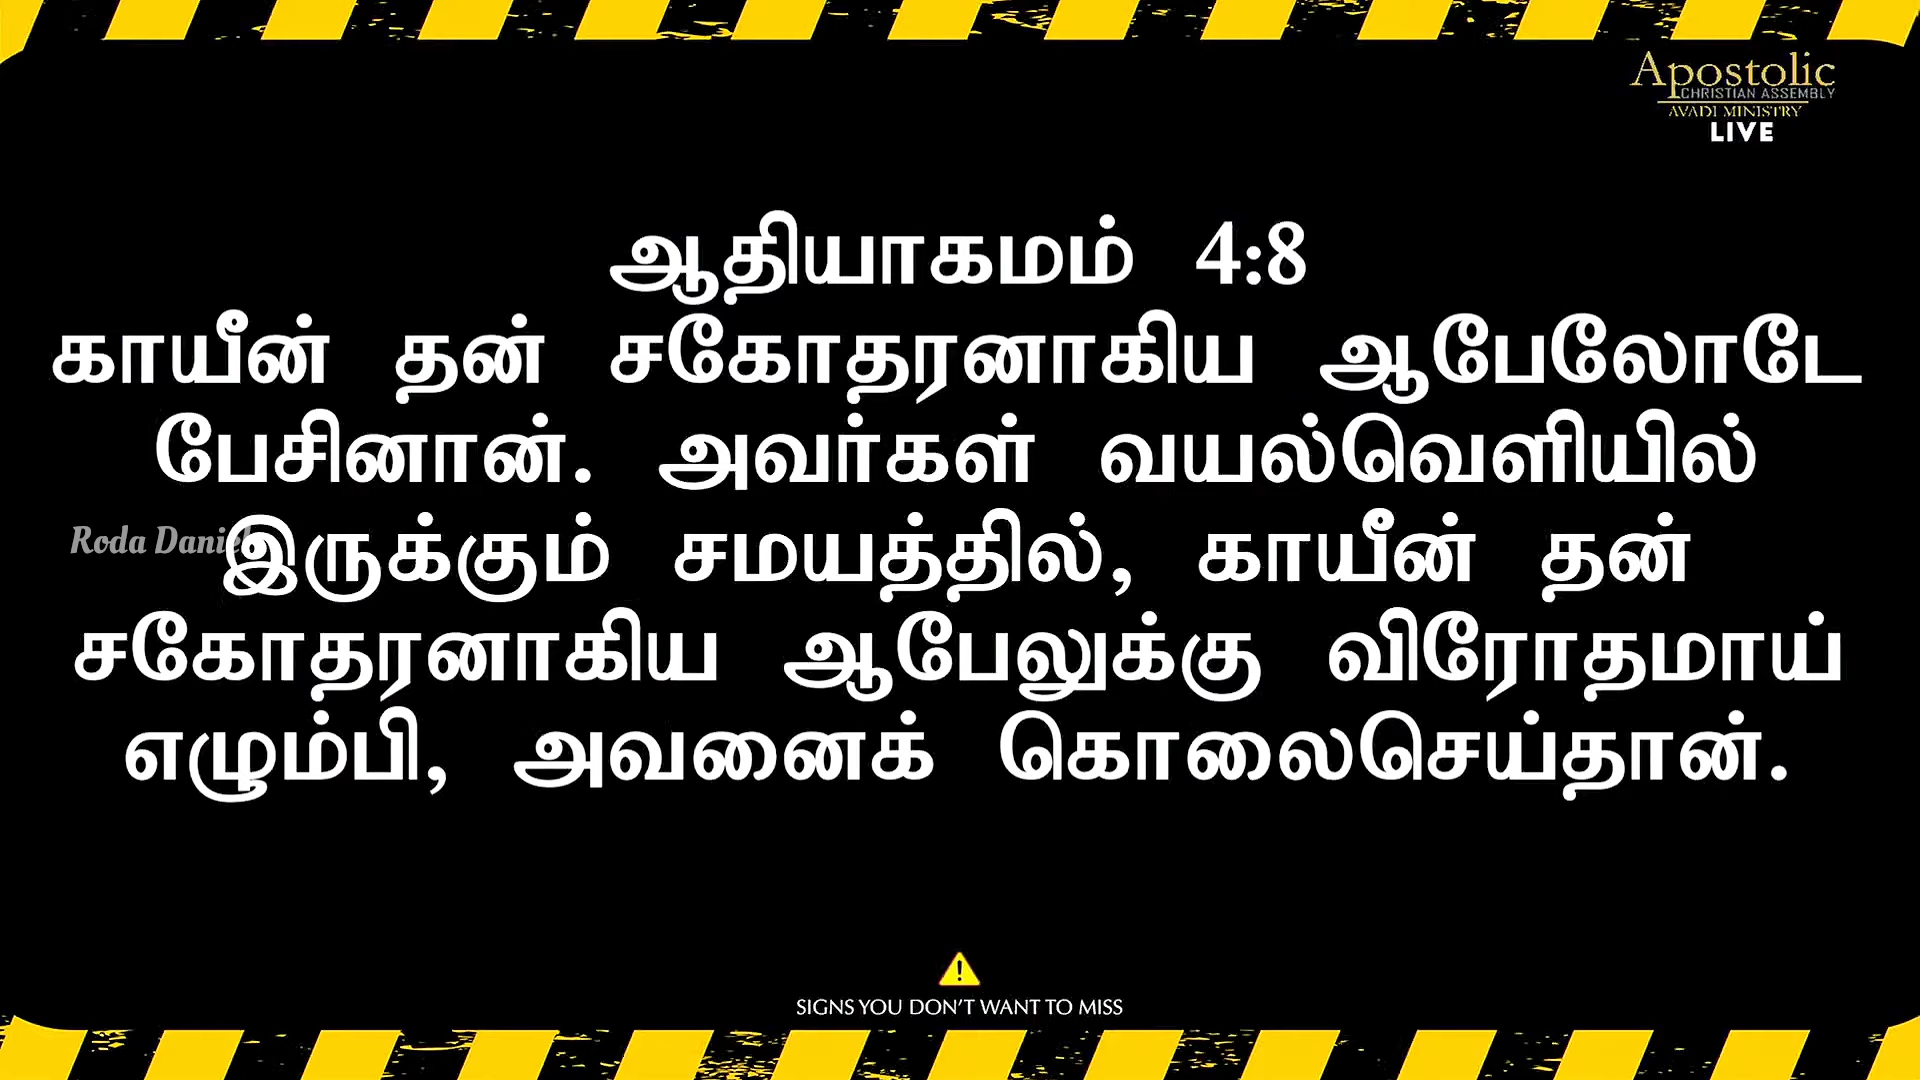 Apostolic
CHRISTIAN ASSEMBLY
AVADI MINISTRY
LIVE
ஆதியாகமம் 4:8
காயீன் தன் சகோதரனாகிய ஆபேலோடே
பேசினான். அவர்கள் வயல்வெளியில்
Roda Daniel
இருக்கும் சமயத்தில், காயீன் தன்
சகோதரனாகிய ஆபேலுக்கு விரோதமாய்
எழும்பி, அவனைக் கொலைசெய்தான்.
SIGNS YOU DON'T WANT TO MISS